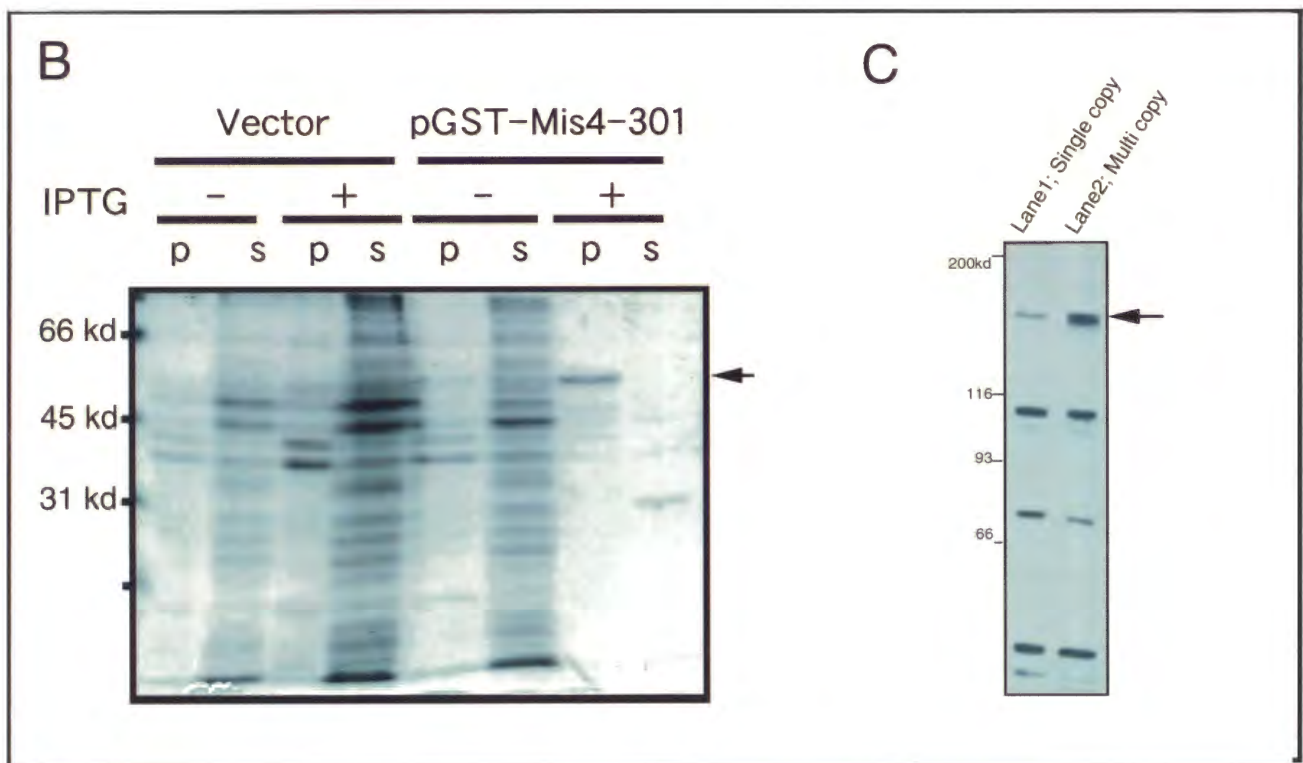 B
Vector pGST-Mis4-301
IPTG - + - +
p s p s p s p s
66 kd
45 kd
31 kd
C
Lane1; Single copy
Lane2; Multi copy
200kd
116
93
66